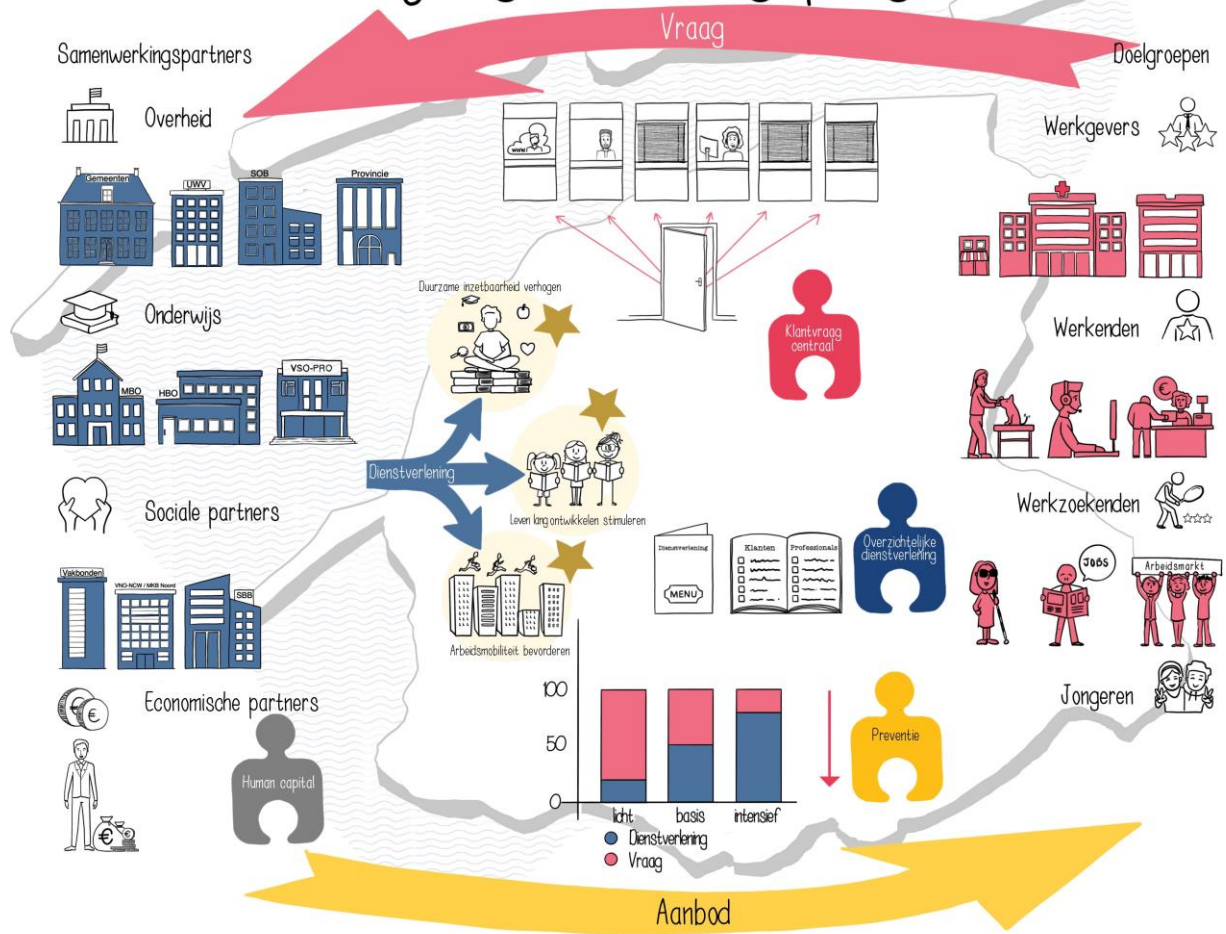 Vraag
Samenwerkingspartners
Doelgroepen
Overheid
Werkgevers
Gemeenten
UWV
SOB
Provincie
www.
Duurzame inzetbaarheid verhogen
Klantvraag
centraal
Onderwijs
Werkenden
MBO
HBO
VSO-PRO
€
Dienstverlening
Leven lang ontwikkelen stimuleren
Sociale partners
Werkzoekenden
Dienstverlening
MENU
Klanten
Professionals
Overzichtelijke
dienstverlening
JOBS
Arbeidsmarkt
Vakbonden
VNO-NCW / MKB Noord
SBB
Arbeidsmobiliteit bevorderen
Economische partners
€
Jongeren
Human capital
€
€
100
50
0
licht
basis
intensief
Dienstverlening
Vraag
Preventie
Aanbod